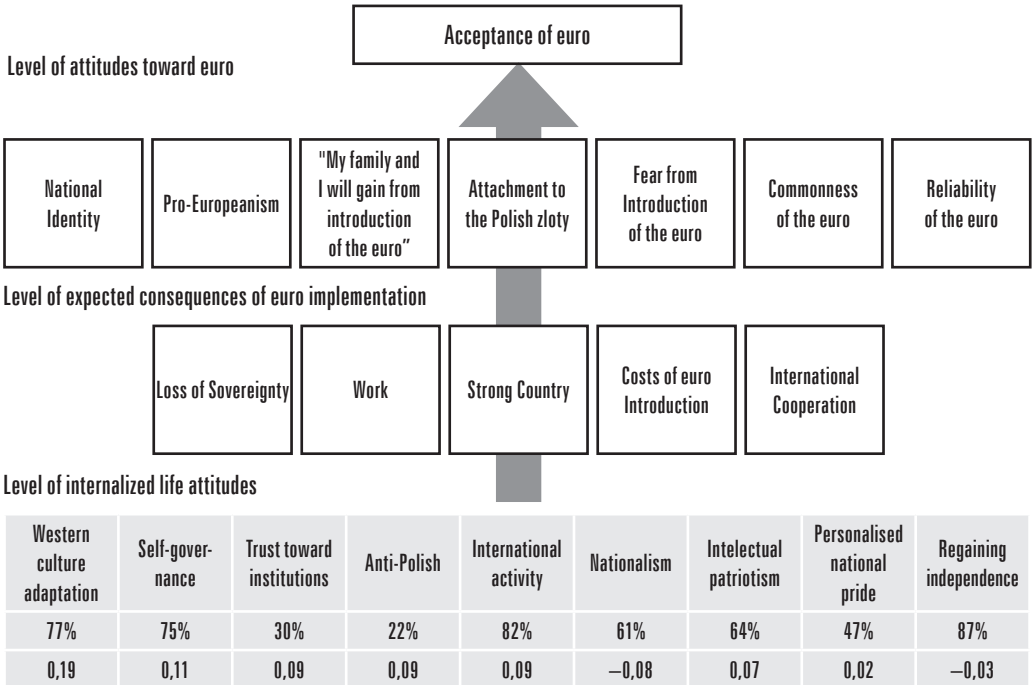 Acceptance of euro
Level of attitudes toward euro
National
Identity
Pro-Europeanism
"My family and
I will gain from
introduction
of the euro”
Attachment to
the Polish zloty
Fear from
Introduction
of the euro
Commonness
of the euro
Reliability
of the euro
Level of expected consequences of euro implementation
Loss of Sovereignty
Work
Strong Country
Costs of euro
Introduction
International
Cooperation
Level of internalized life attitudes
Western
culture
adaptation
Self-gover-
nance
Trust toward
institutions
Anti-Polish
International
activity
Nationalism
Intelectual
patriotism
Personalised
national
pride
Regaining
independence
77% 75% 30% 22% 82% 61% 64% 47% 87%
0,19 0,11 0,09 0,09 0,09 –0,08 0,07 0,02 –0,03